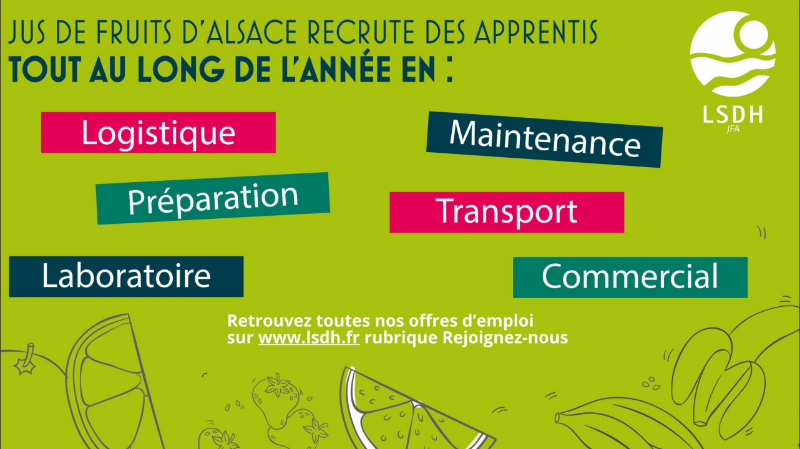 JUS DE FRUITS D'ALSACE RECRUTE DES APPRENTIS
TOUT AU LONG DE L'ANNÉE EN :
LSDH
JFA
Logistique
Maintenance
Préparation
Transport
Laboratoire
Commercial
Retrouvez toutes nos offres d'emploi
sur www.lsdh.fr rubrique Rejoignez-nous